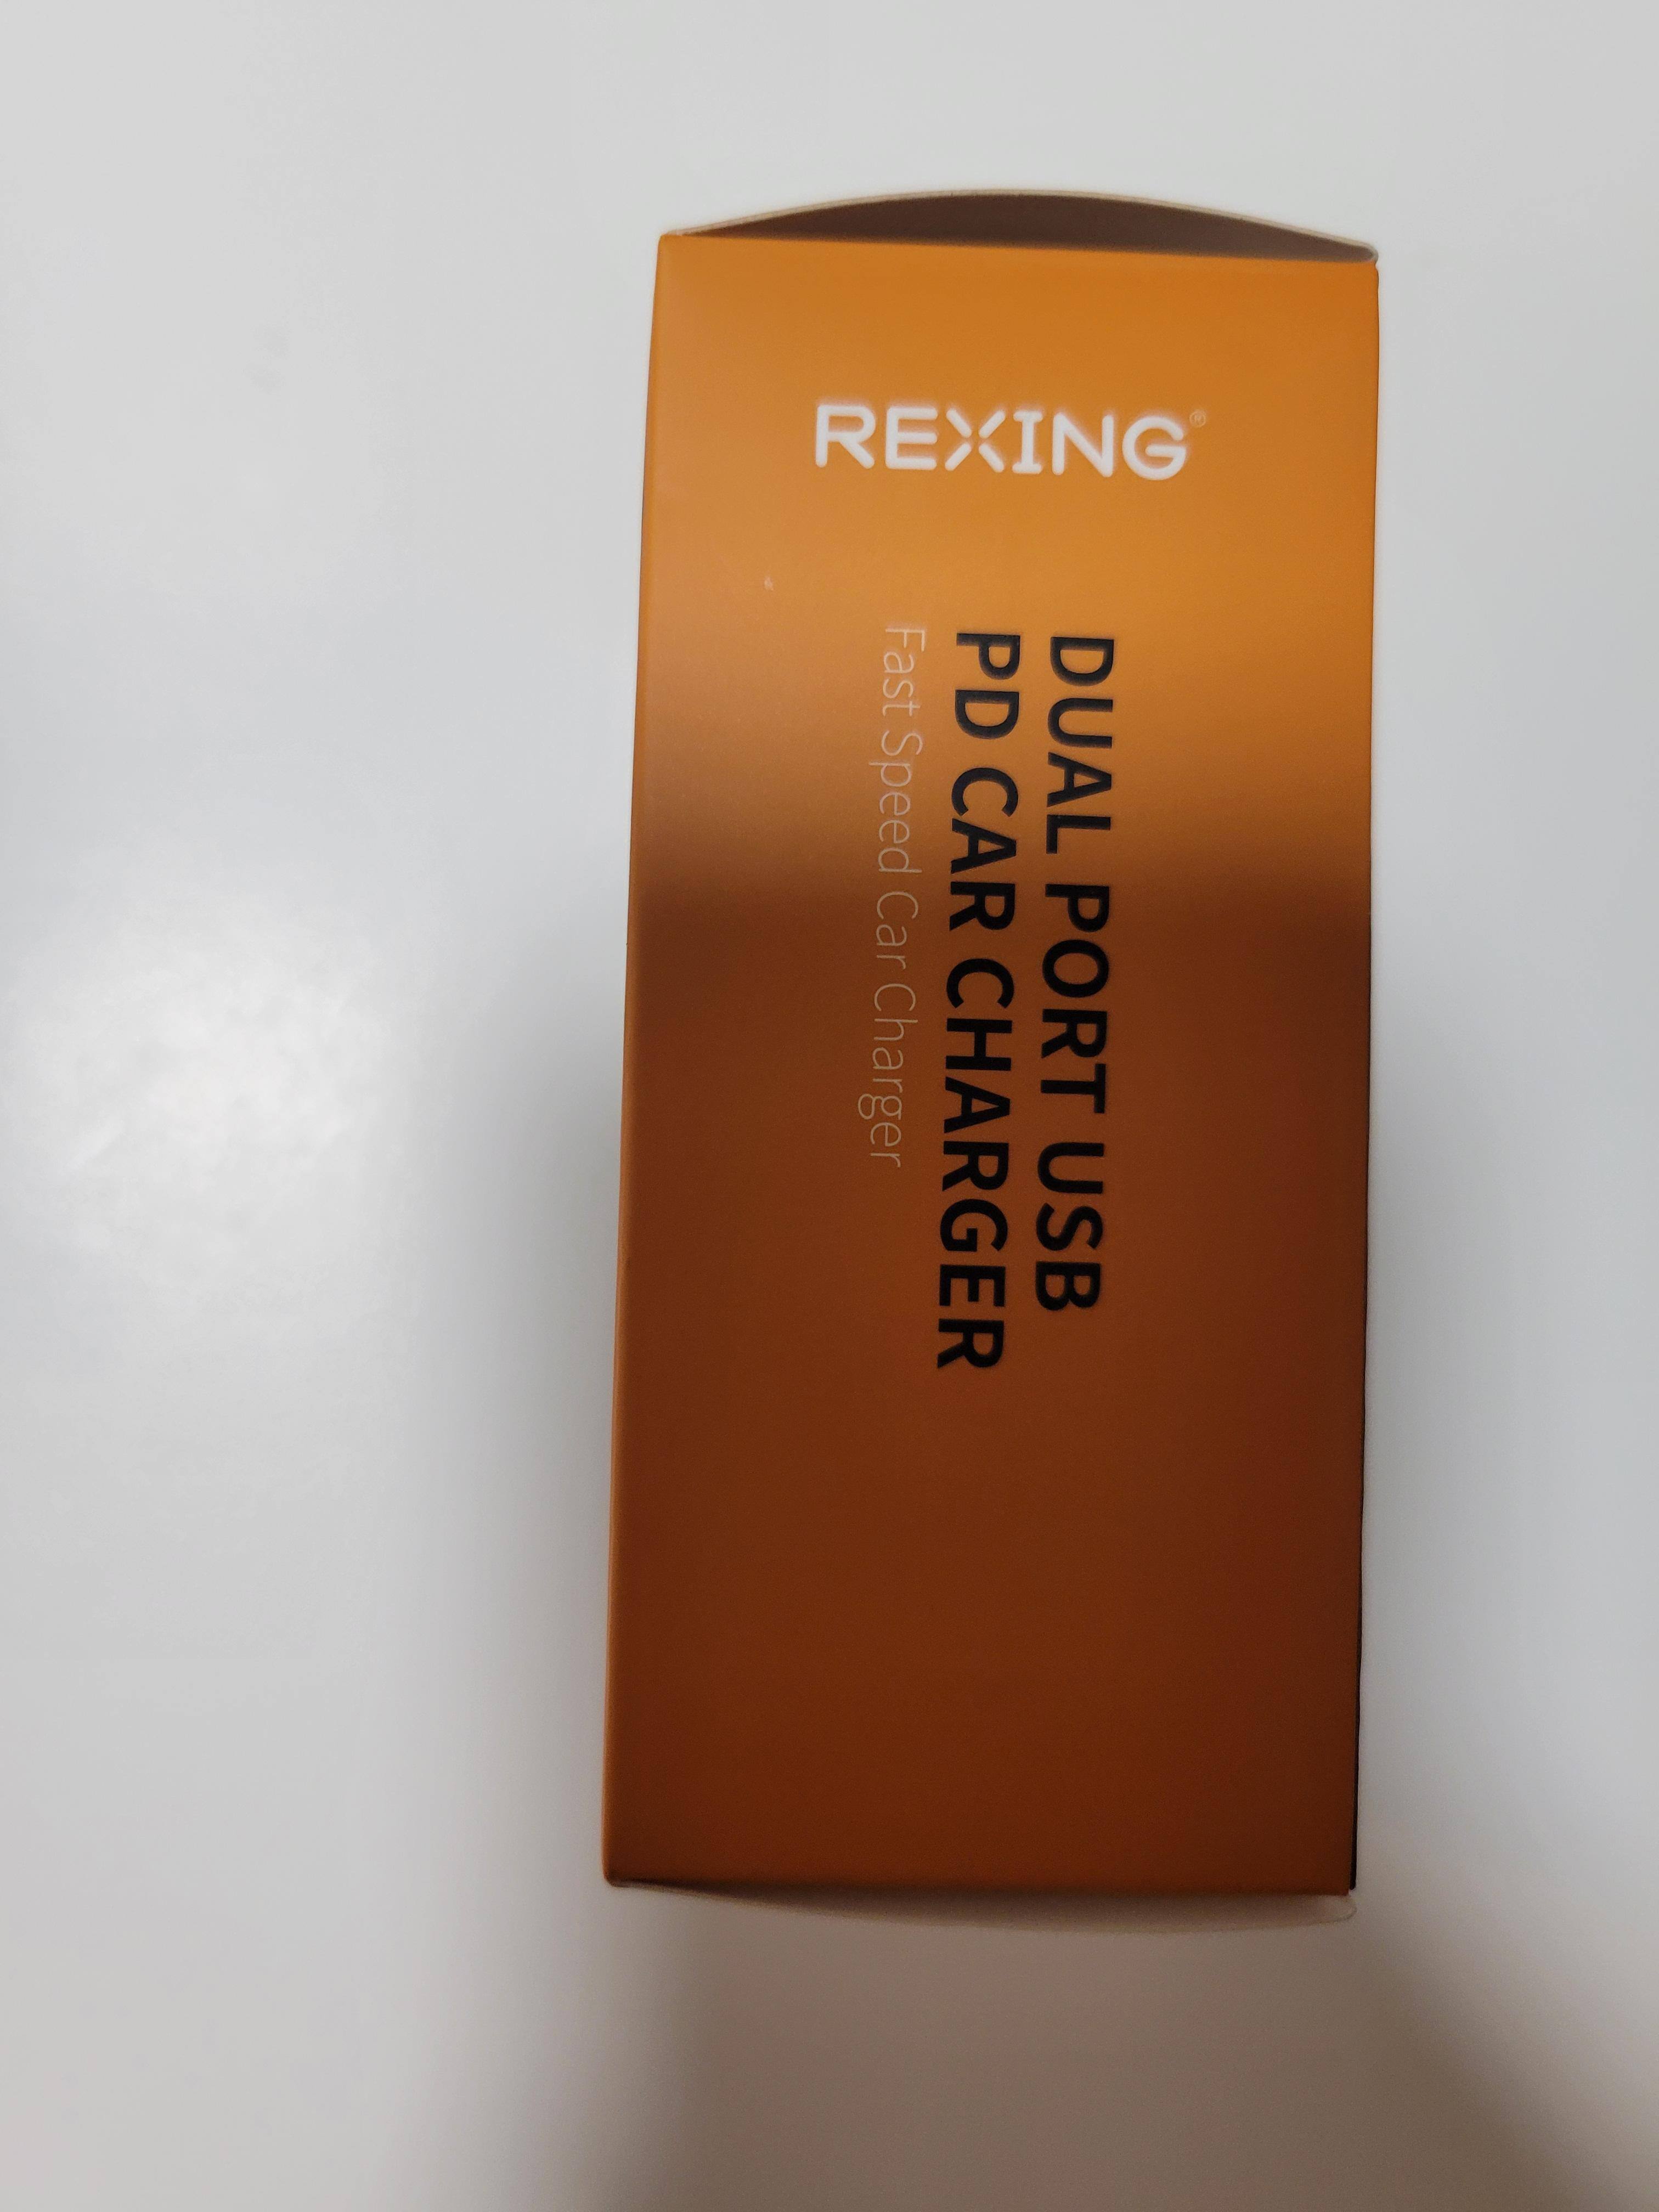 REXING®
DUAL PORT USB
PD CAR CHARGER
Fast Speed Car Charger